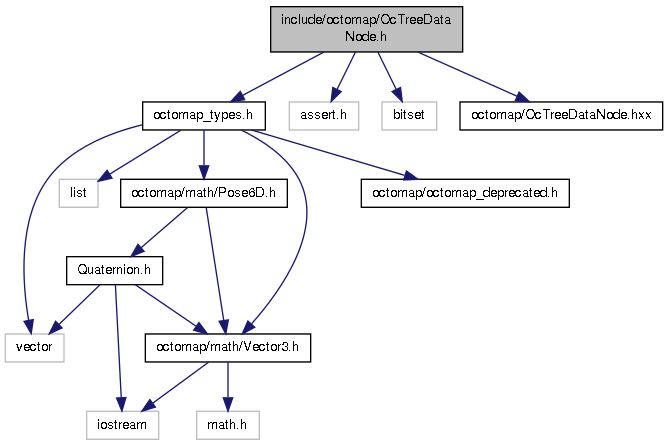 include/octomap/OcTreeData
Node.h
octomap_types.h
assert.h
bitset
octomap/OcTreeDataNode.hxx
list
octomap/math/Pose6D.h
octomap/octomap_deprecated.h
Quaternion.h
vector
octomap/math/Vector3.h
iostream
math.h